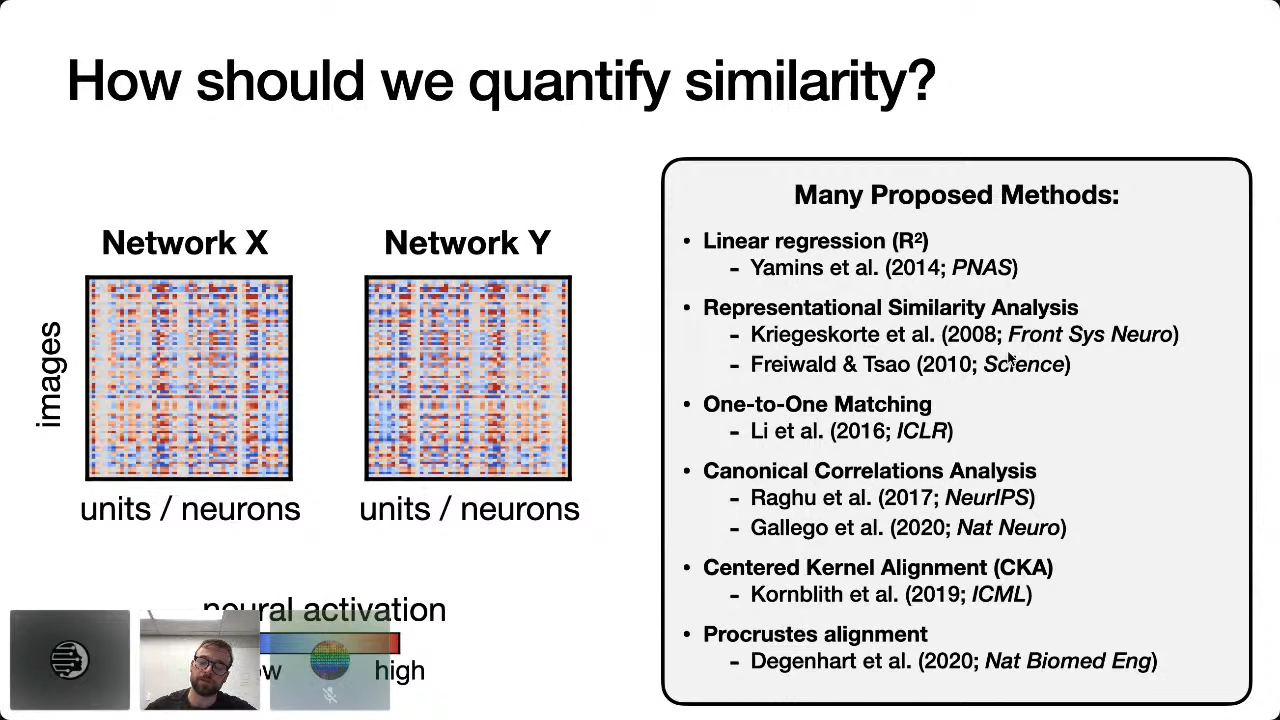 How should we quantify similarity?
Network X
Network Y
images
units / neurons
units / neurons
neural activation
high
Many Proposed Methods:
• Linear regression (R²)
- Yamins et al. (2014; PNAS)
• Representational Similarity Analysis
- Kriegeskorte et al. (2008; Front Sys Neuro)
- Freiwald & Tsao (2010; Science)
• One-to-One Matching
- Li et al. (2016; ICLR)
• Canonical Correlations Analysis
- Raghu et al. (2017; NeurIPS)
- Gallego et al. (2020; Nat Neuro)
• Centered Kernel Alignment (CKA)
- Kornblith et al. (2019; ICML)
• Procrustes alignment
- Degenhart et al. (2020; Nat Biomed Eng)